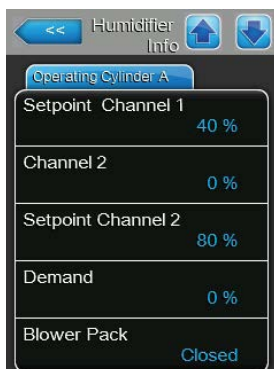 << Humidifier
Info
Operating Cylinder A
Setpoint Channel 1
40 %
Channel 2
0 %
Setpoint Channel 2
80 %
Demand
0 %
Blower Pack
Closed